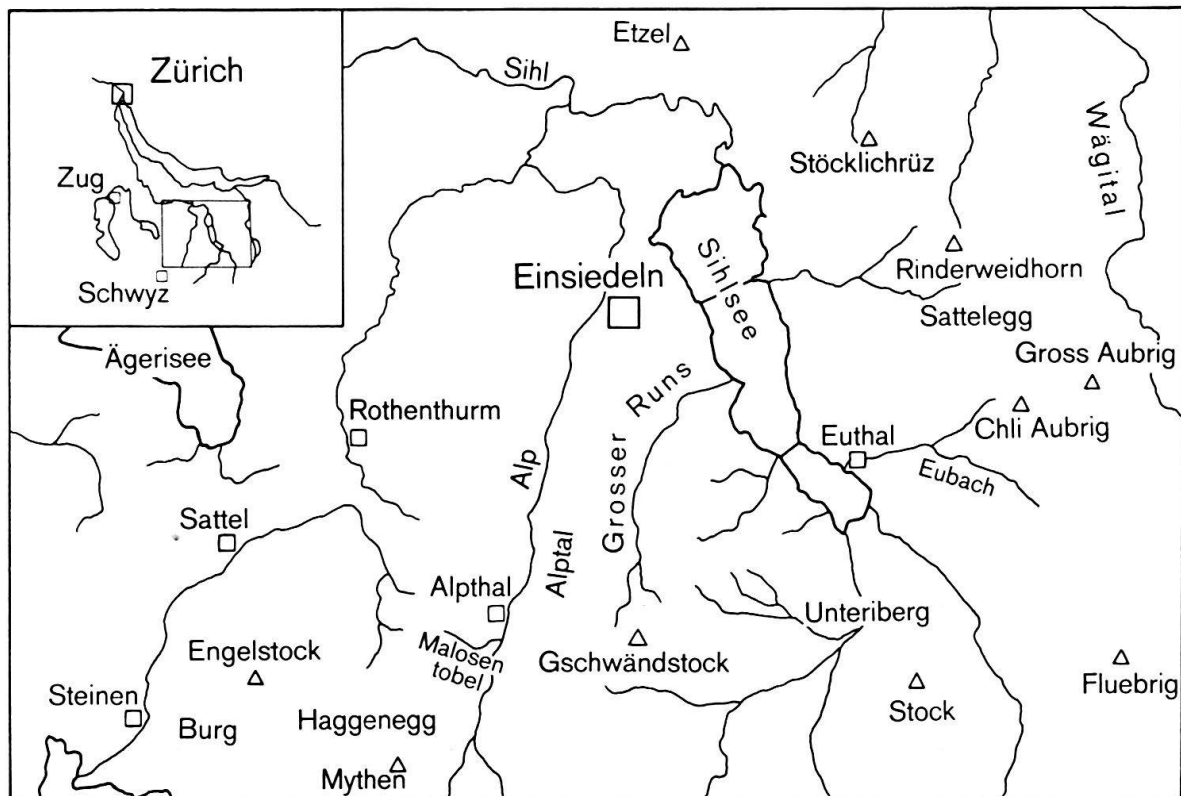 Zürich
Zug
Schwyz
Etzel
Sihl
Stöcklichrüz
Wägital
Rinderweidhorn
Sihlsee
Einsiedeln
Sattelegg
Ägerisee
Gross Aubrig
Runs
Rothenthurm
Chli Aubrig
Euthal
Alp
Eubach
Grosser
Sattel
Alptal
Alpthal
Unteriberg
Malosen
tobel
Engelstock
Gschwändstock
Fluebrig
Steinen
Stock
Burg
Haggenegg
Mythen